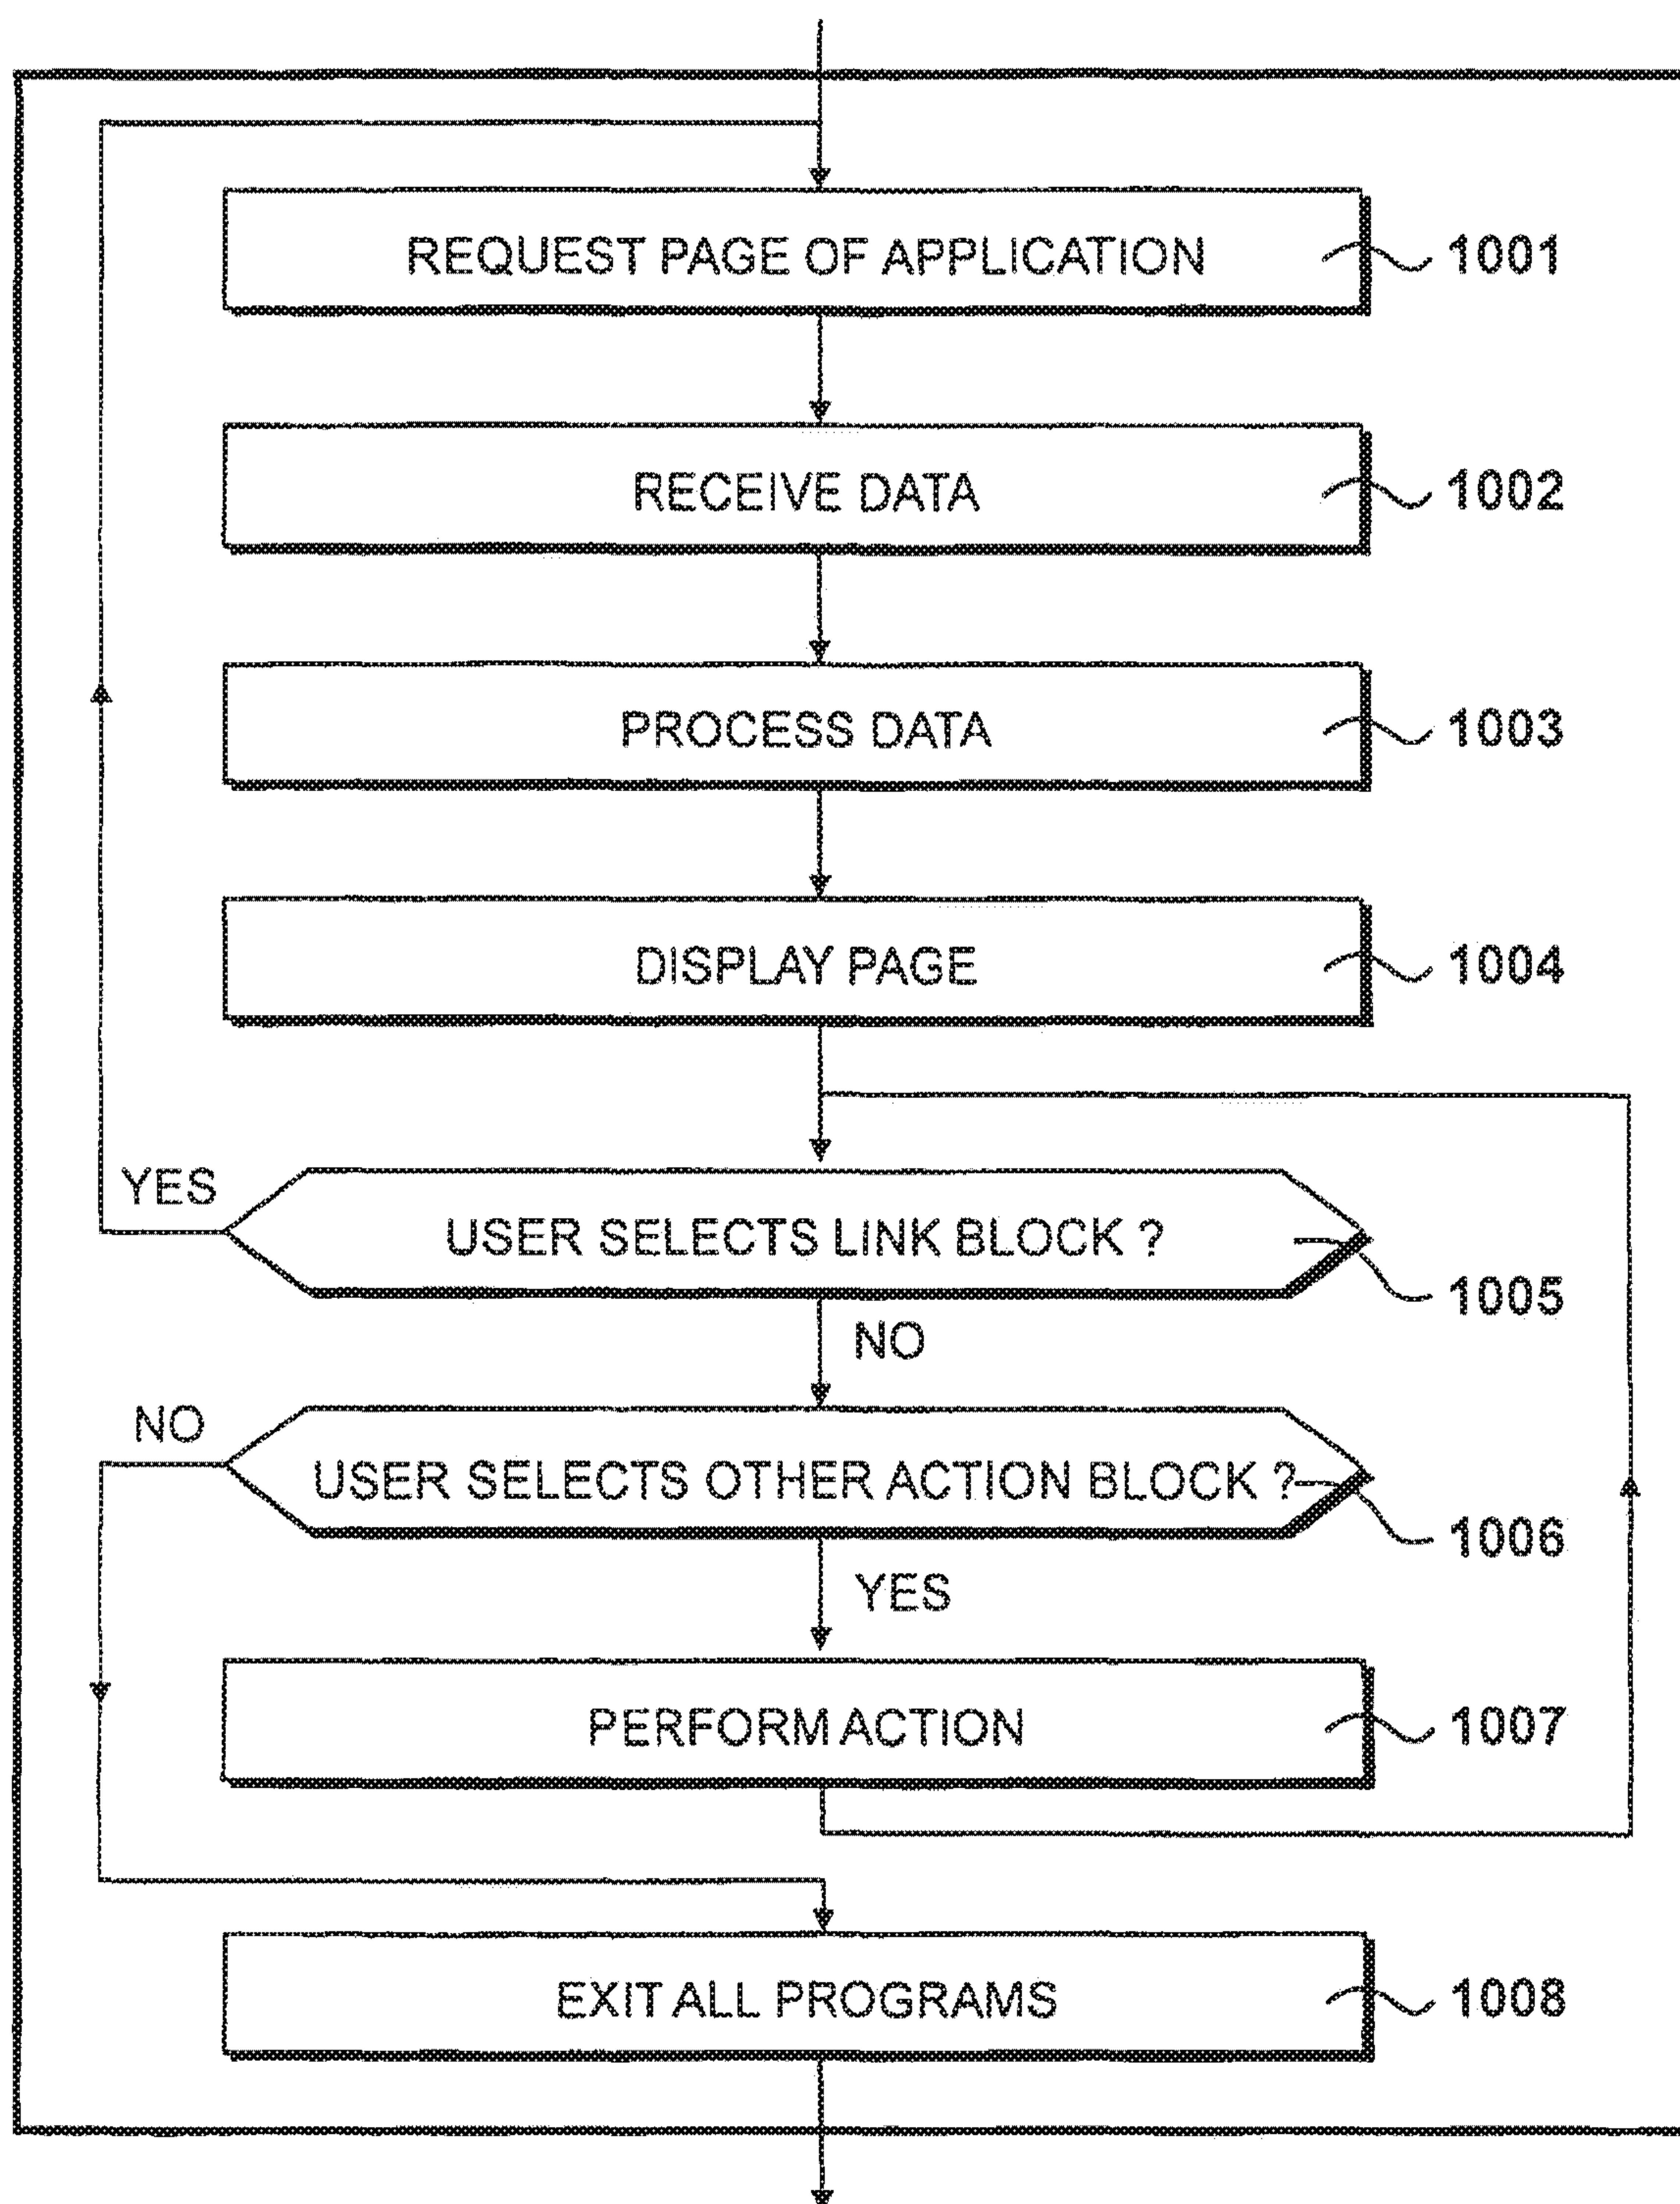 REQUEST PAGE OF APPLICATION 1001
RECEIVE DATA 1002
PROCESS DATA 1003
DISPLAY PAGE 1004
YES
USER SELECTS LINK BLOCK ?
1005
NO
NO
USER SELECTS OTHER ACTION BLOCK ?
1006
YES
PERFORM ACTION 1007
EXIT ALL PROGRAMS 1008